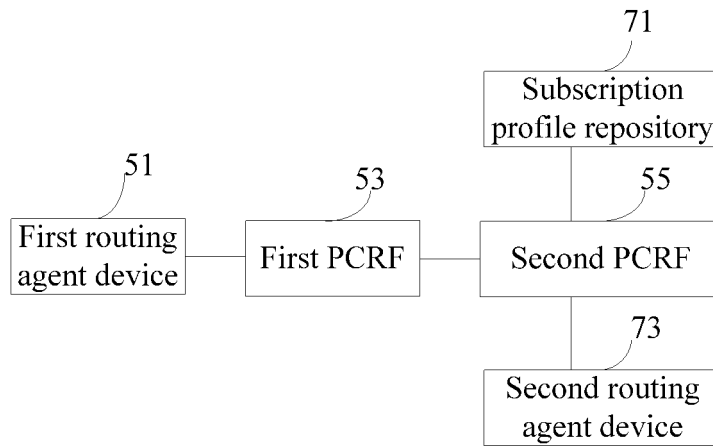 71
Subscription
profile repository
51
First routing
agent device
53
First PCRF
55
Second PCRF
73
Second routing
agent device